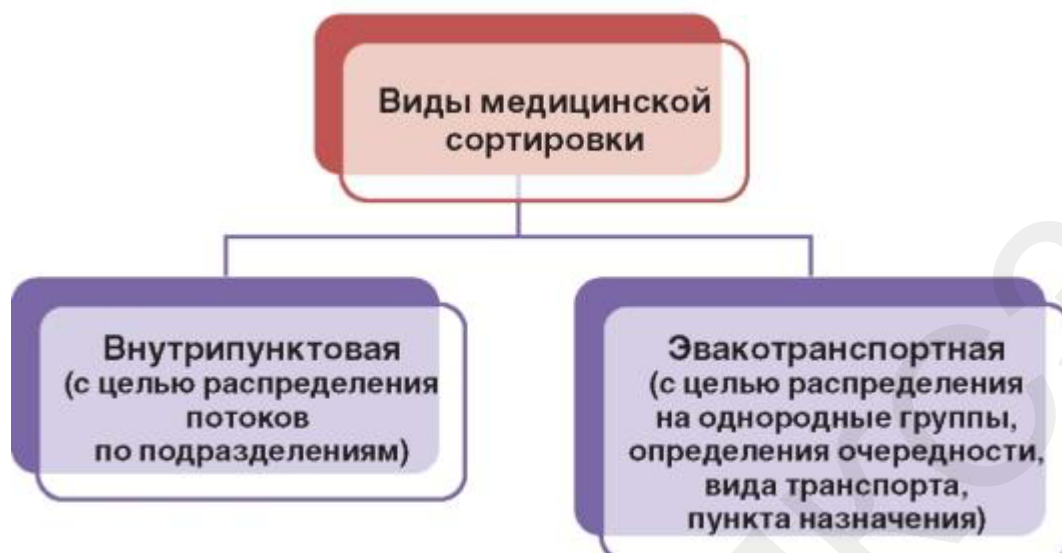 Виды медицинской
сортировки
Внутрипунктовая
(с целью распределения
потоков
по подразделениям)
Эвакотранспортная
(с целью распределения
на однородные группы,
определения очередности,
вида транспорта,
пункта назначения)